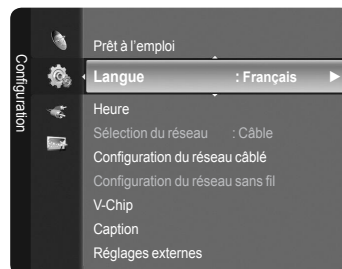 Configuration
Prêt à l'emploi
Langue : Français
Heure
Sélection du réseau : Câble
Configuration du réseau câblé
Configuration du réseau sans fil
V-Chip
Caption
Réglages externes